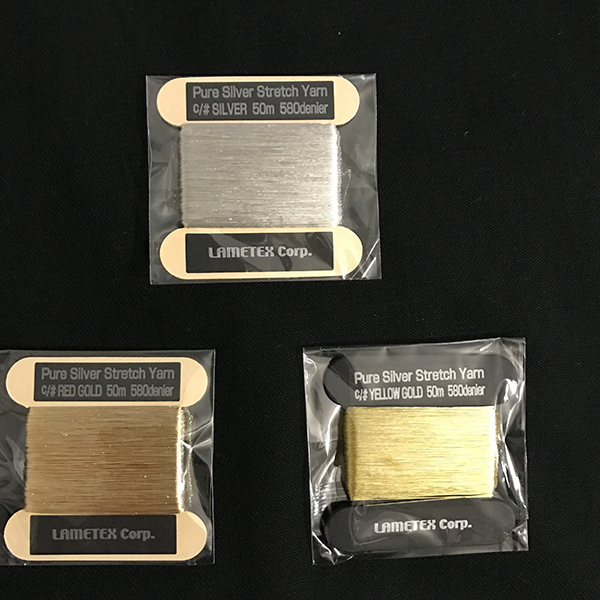 Pure Silver Stretch Yarn
c/# SILVER 50m 580denier
LAMETEX Corp.
Pure Silver Stretch Yarn
c/# RED GOLD 50m 580denier
LAMETEX Corp.
Pure Silver Stretch Yarn
c/# YELLOW GOLD 50m 580denier
LAMETEX Corp.